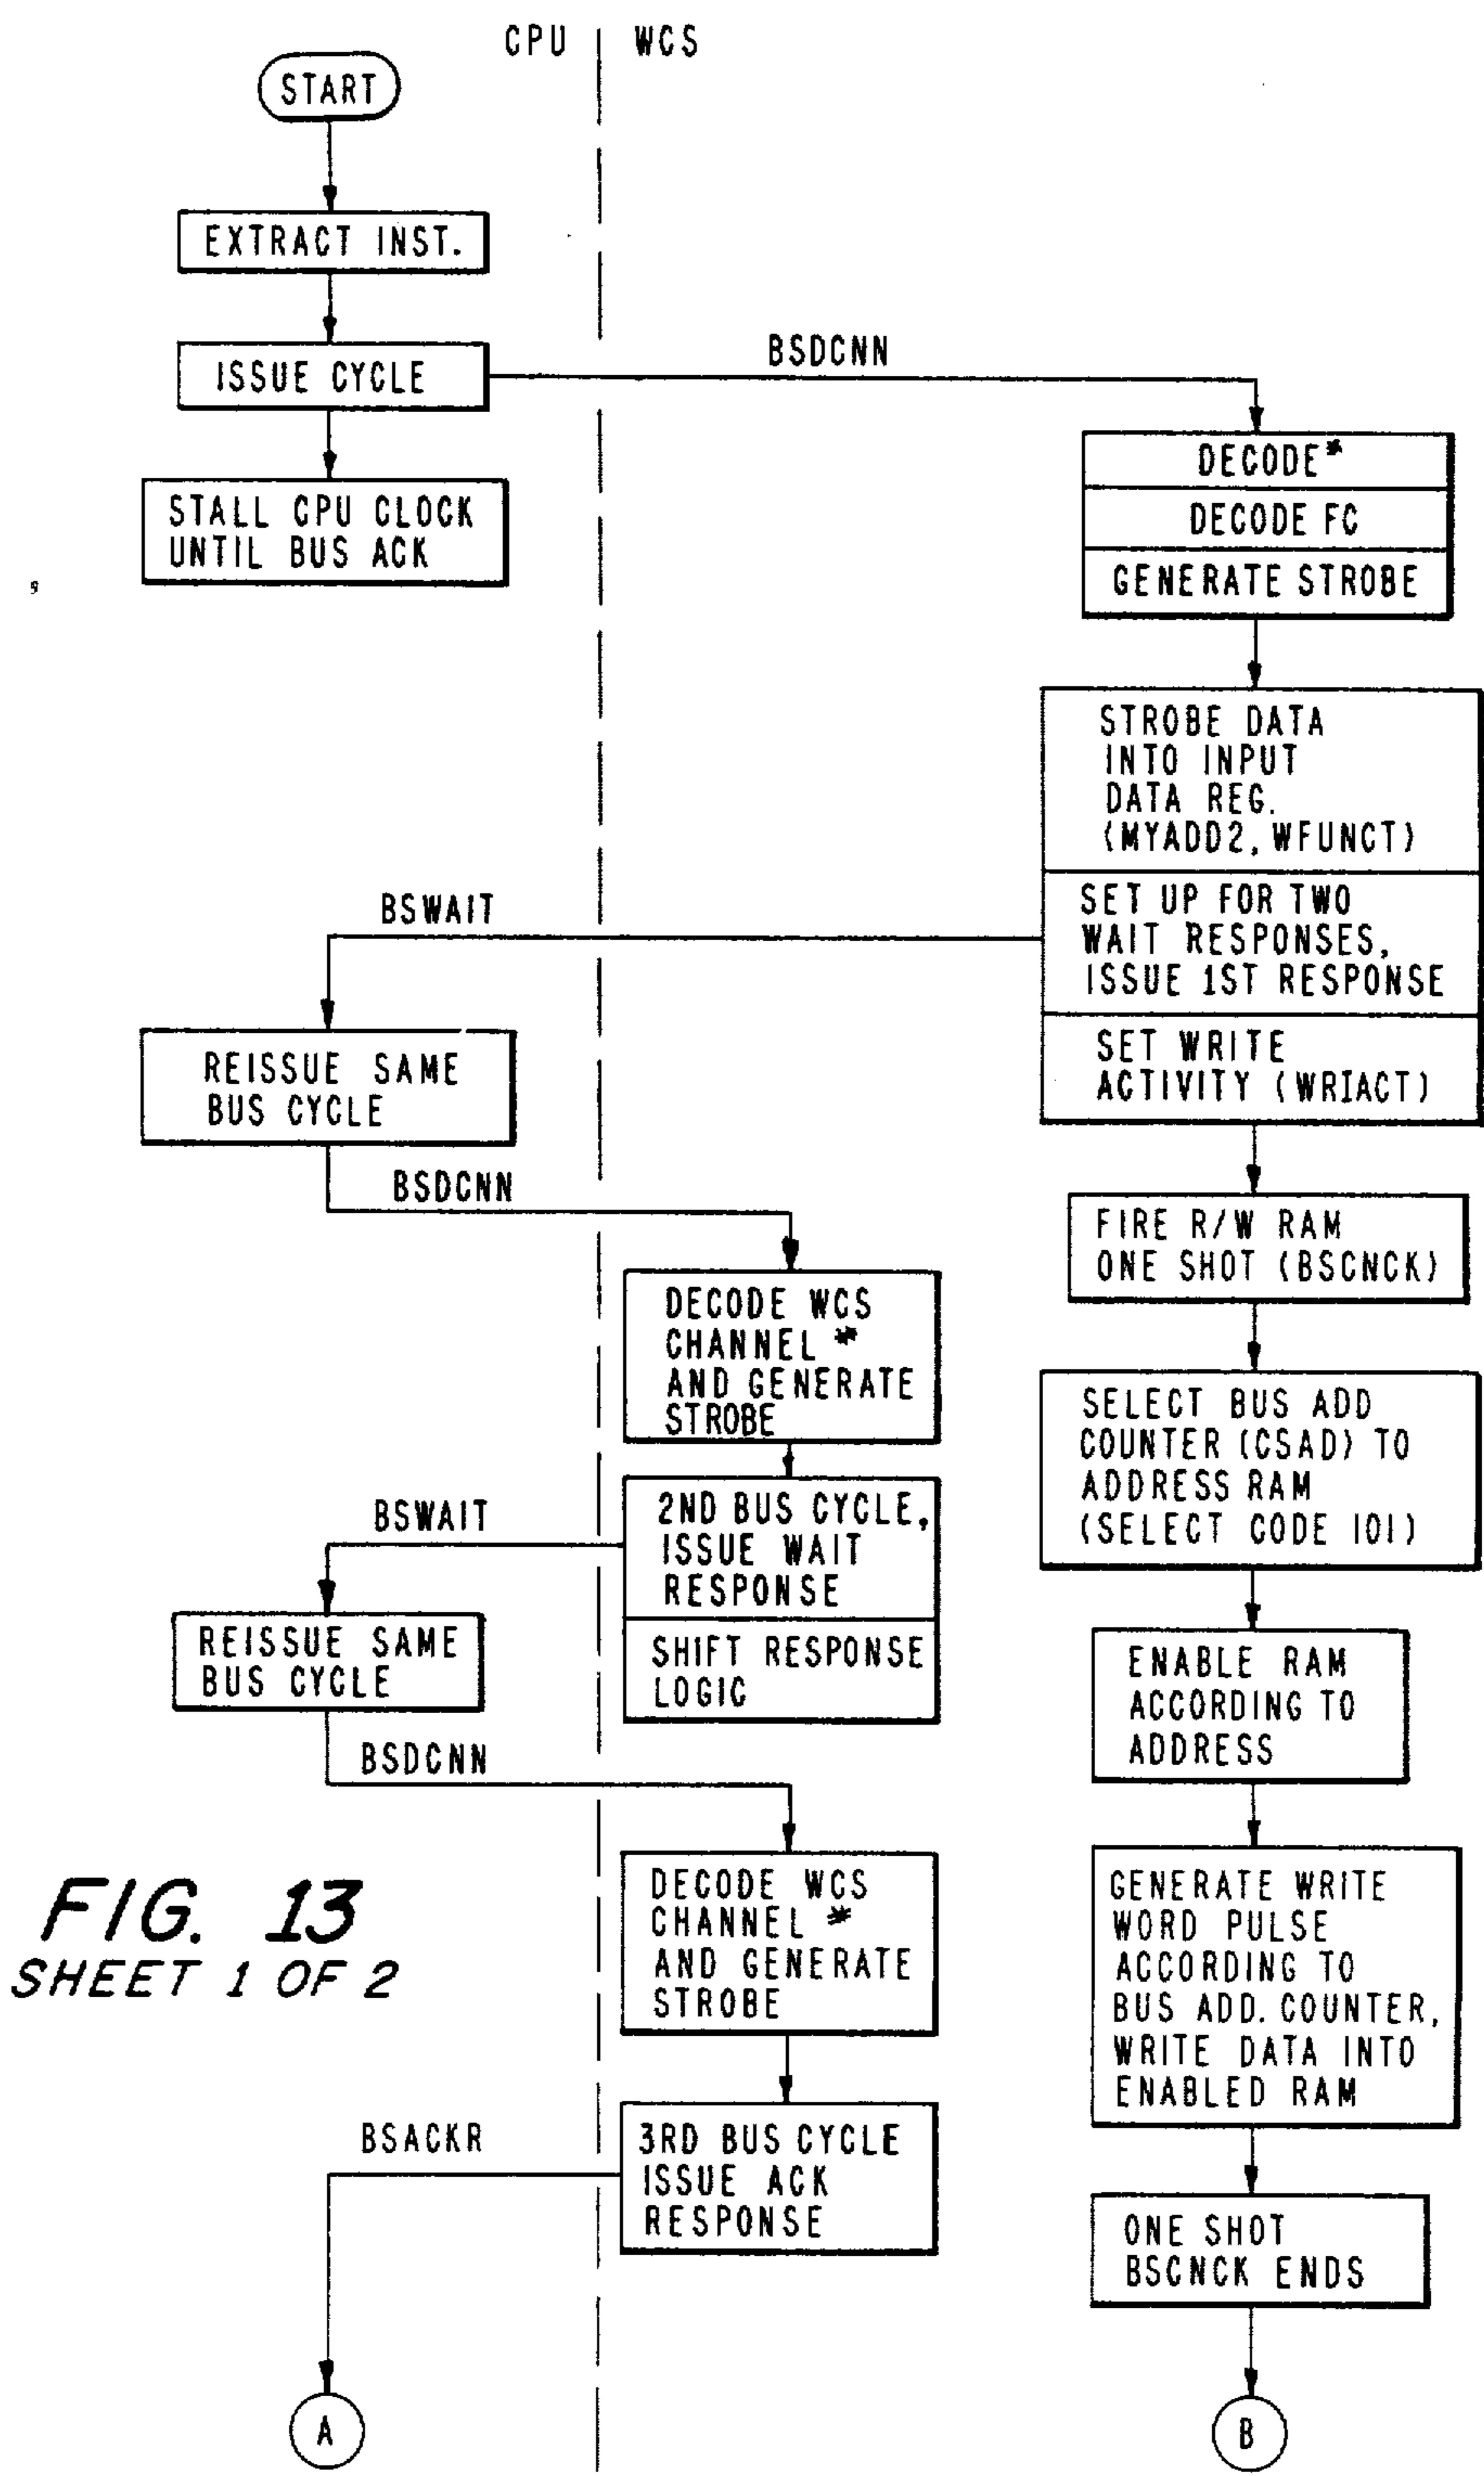 CPU | WCS
START
EXTRACT INST.
ISSUE CYCLE
BSDCNN
STALL CPU CLOCK
UNTIL BUS ACK
DECODE*
DECODE FC
GENERATE STROBE
STROBE DATA
INTO INPUT
DATA REG.
(MYADD2, WFUNCT)
SET UP FOR TWO
WAIT RESPONSES,
ISSUE 1ST RESPONSE
SET WRITE
ACTIVITY (WRIACT)
BSWAIT
REISSUE SAME
BUS CYCLE
BSDCNN
FIRE R/W RAM
ONE SHOT (BSCNCK)
DECODE WCS
CHANNEL *
AND GENERATE
STROBE
SELECT BUS ADD
COUNTER (CSAD) TO
ADDRESS RAM
(SELECT CODE 101)
2ND BUS CYCLE,
ISSUE WAIT
RESPONSE
SHIFT RESPONSE
LOGIC
BSWAIT
REISSUE SAME
BUS CYCLE
BSDCNN
ENABLE RAM
ACCORDING TO
ADDRESS
DECODE WCS
CHANNEL *
AND GENERATE
STROBE
GENERATE WRITE
WORD PULSE
ACCORDING TO
BUS ADD. COUNTER,
WRITE DATA INTO
ENABLED RAM
FIG. 13
SHEET 1 OF 2
3RD BUS CYCLE
ISSUE ACK
RESPONSE
BSACKR
ONE SHOT
BSCNCK ENDS
A
B